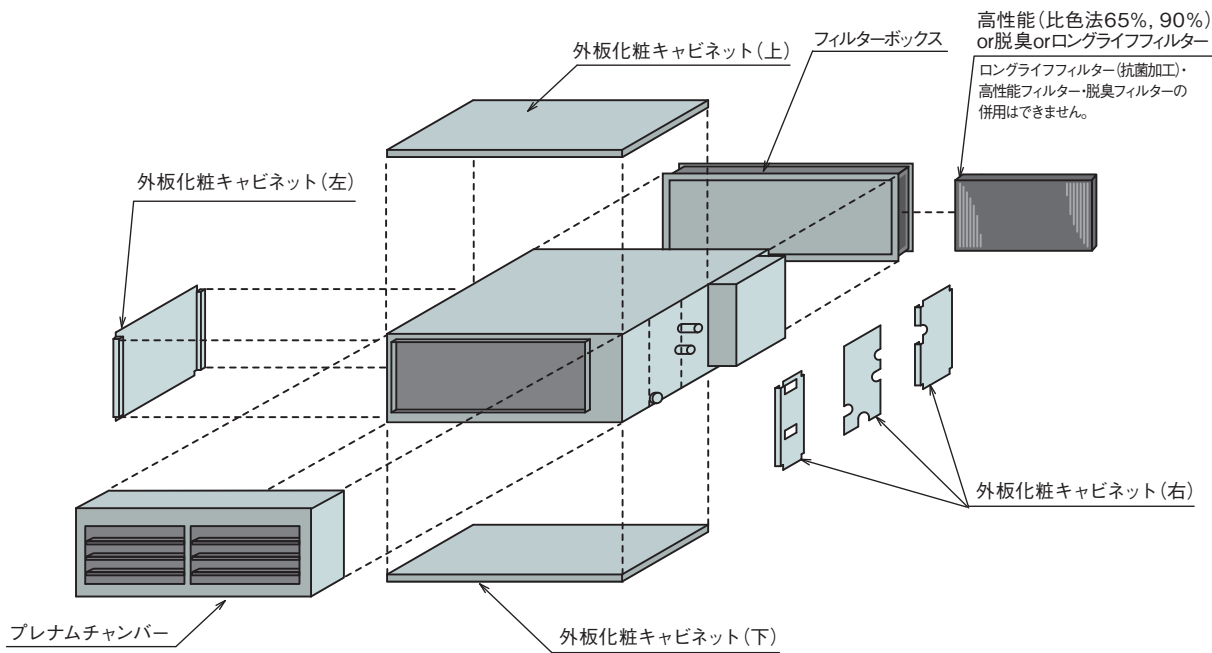 高性能(比色法65%, 90%)
or脱臭orロングライフフィルター
ロングライフフィルター(抗菌加工)・
高性能フィルター・脱臭フィルターの
併用はできません。
フィルターボックス
外板化粧キャビネット(上)
外板化粧キャビネット(左)
外板化粧キャビネット(右)
プレナムチャンバー
外板化粧キャビネット(下)